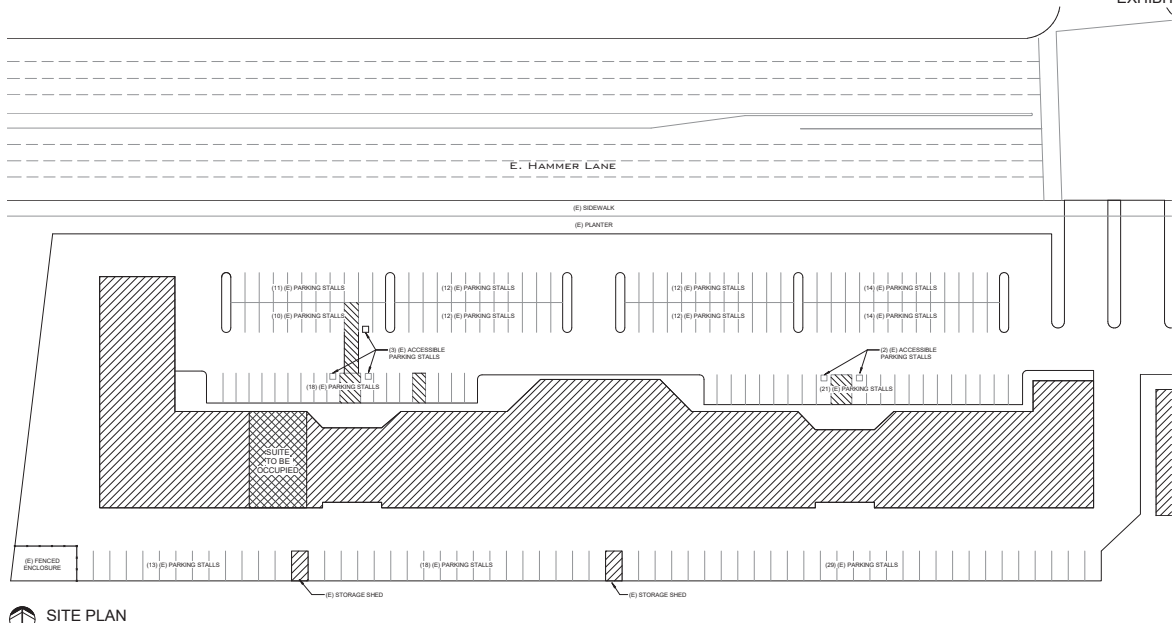 EXHIBIT
E. HAMMER LANE
(E) SIDEWALK
(E) PLANTER
(11) (E) PARKING STALLS
(12) (E) PARKING STALLS
(12) (E) PARKING STALLS
(14) (E) PARKING STALLS
(10) (E) PARKING STALLS
(12) (E) PARKING STALLS
(12) (E) PARKING STALLS
(14) (E) PARKING STALLS
(3) (E) ACCESSIBLE
PARKING STALLS
(2) (E) ACCESSIBLE
PARKING STALLS
(18) (E) PARKING STALLS
(21) (E) PARKING STALLS
SUITE
TO BE
OCCUPIED
(E) FENCED
ENCLOSURE
(13) (E) PARKING STALLS
(18) (E) PARKING STALLS
(29) (E) PARKING STALLS
(E) STORAGE SHED
(E) STORAGE SHED
SITE PLAN